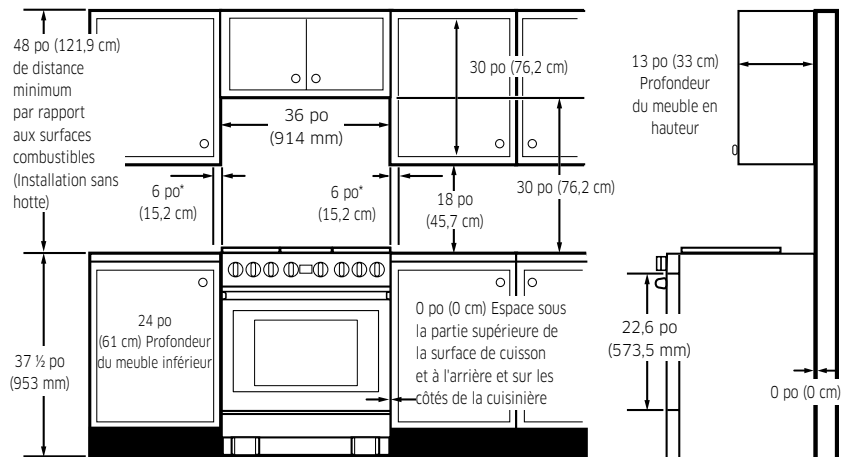 48 po (121,9 cm)
de distance
minimum
par rapport
aux surfaces
combustibles
(Installation sans
hotte)
36 po
(914 mm)
30 po (76,2 cm)
13 po (33 cm)
Profondeur
du meuble en
hauteur
6 po*
(15,2 cm)
6 po*
(15,2 cm)
18 po
(45,7 cm)
30 po (76,2 cm)
37 ½ po
(953 mm)
24 po
(61 cm) Profondeur
du meuble inférieur
0 po (0 cm) Espace sous
la partie supérieure de
la surface de cuisson
et à l'arrière et sur les
côtés de la cuisinière
22,6 po
(573,5 mm)
0 po (0 cm)